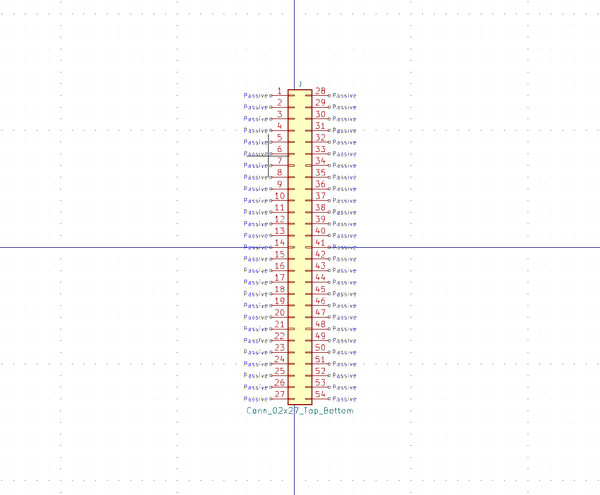 J
Passive 1 28 Passive
Passive 2 29 Passive
Passive 3 30 Passive
Passive 4 31 Passive
Passive 5 32 Passive
Passive 6 33 Passive
Passive 7 34 Passive
Passive 8 35 Passive
Passive 9 36 Passive
Passive 10 37 Passive
Passive 11 38 Passive
Passive 12 39 Passive
Passive 13 40 Passive
Passive 14 41 Passive
Passive 15 42 Passive
Passive 16 43 Passive
Passive 17 44 Passive
Passive 18 45 Passive
Passive 19 46 Passive
Passive 20 47 Passive
Passive 21 48 Passive
Passive 22 49 Passive
Passive 23 50 Passive
Passive 24 51 Passive
Passive 25 52 Passive
Passive 26 53 Passive
Passive 27 54 Passive
Conn_02x27_Top_Bottom